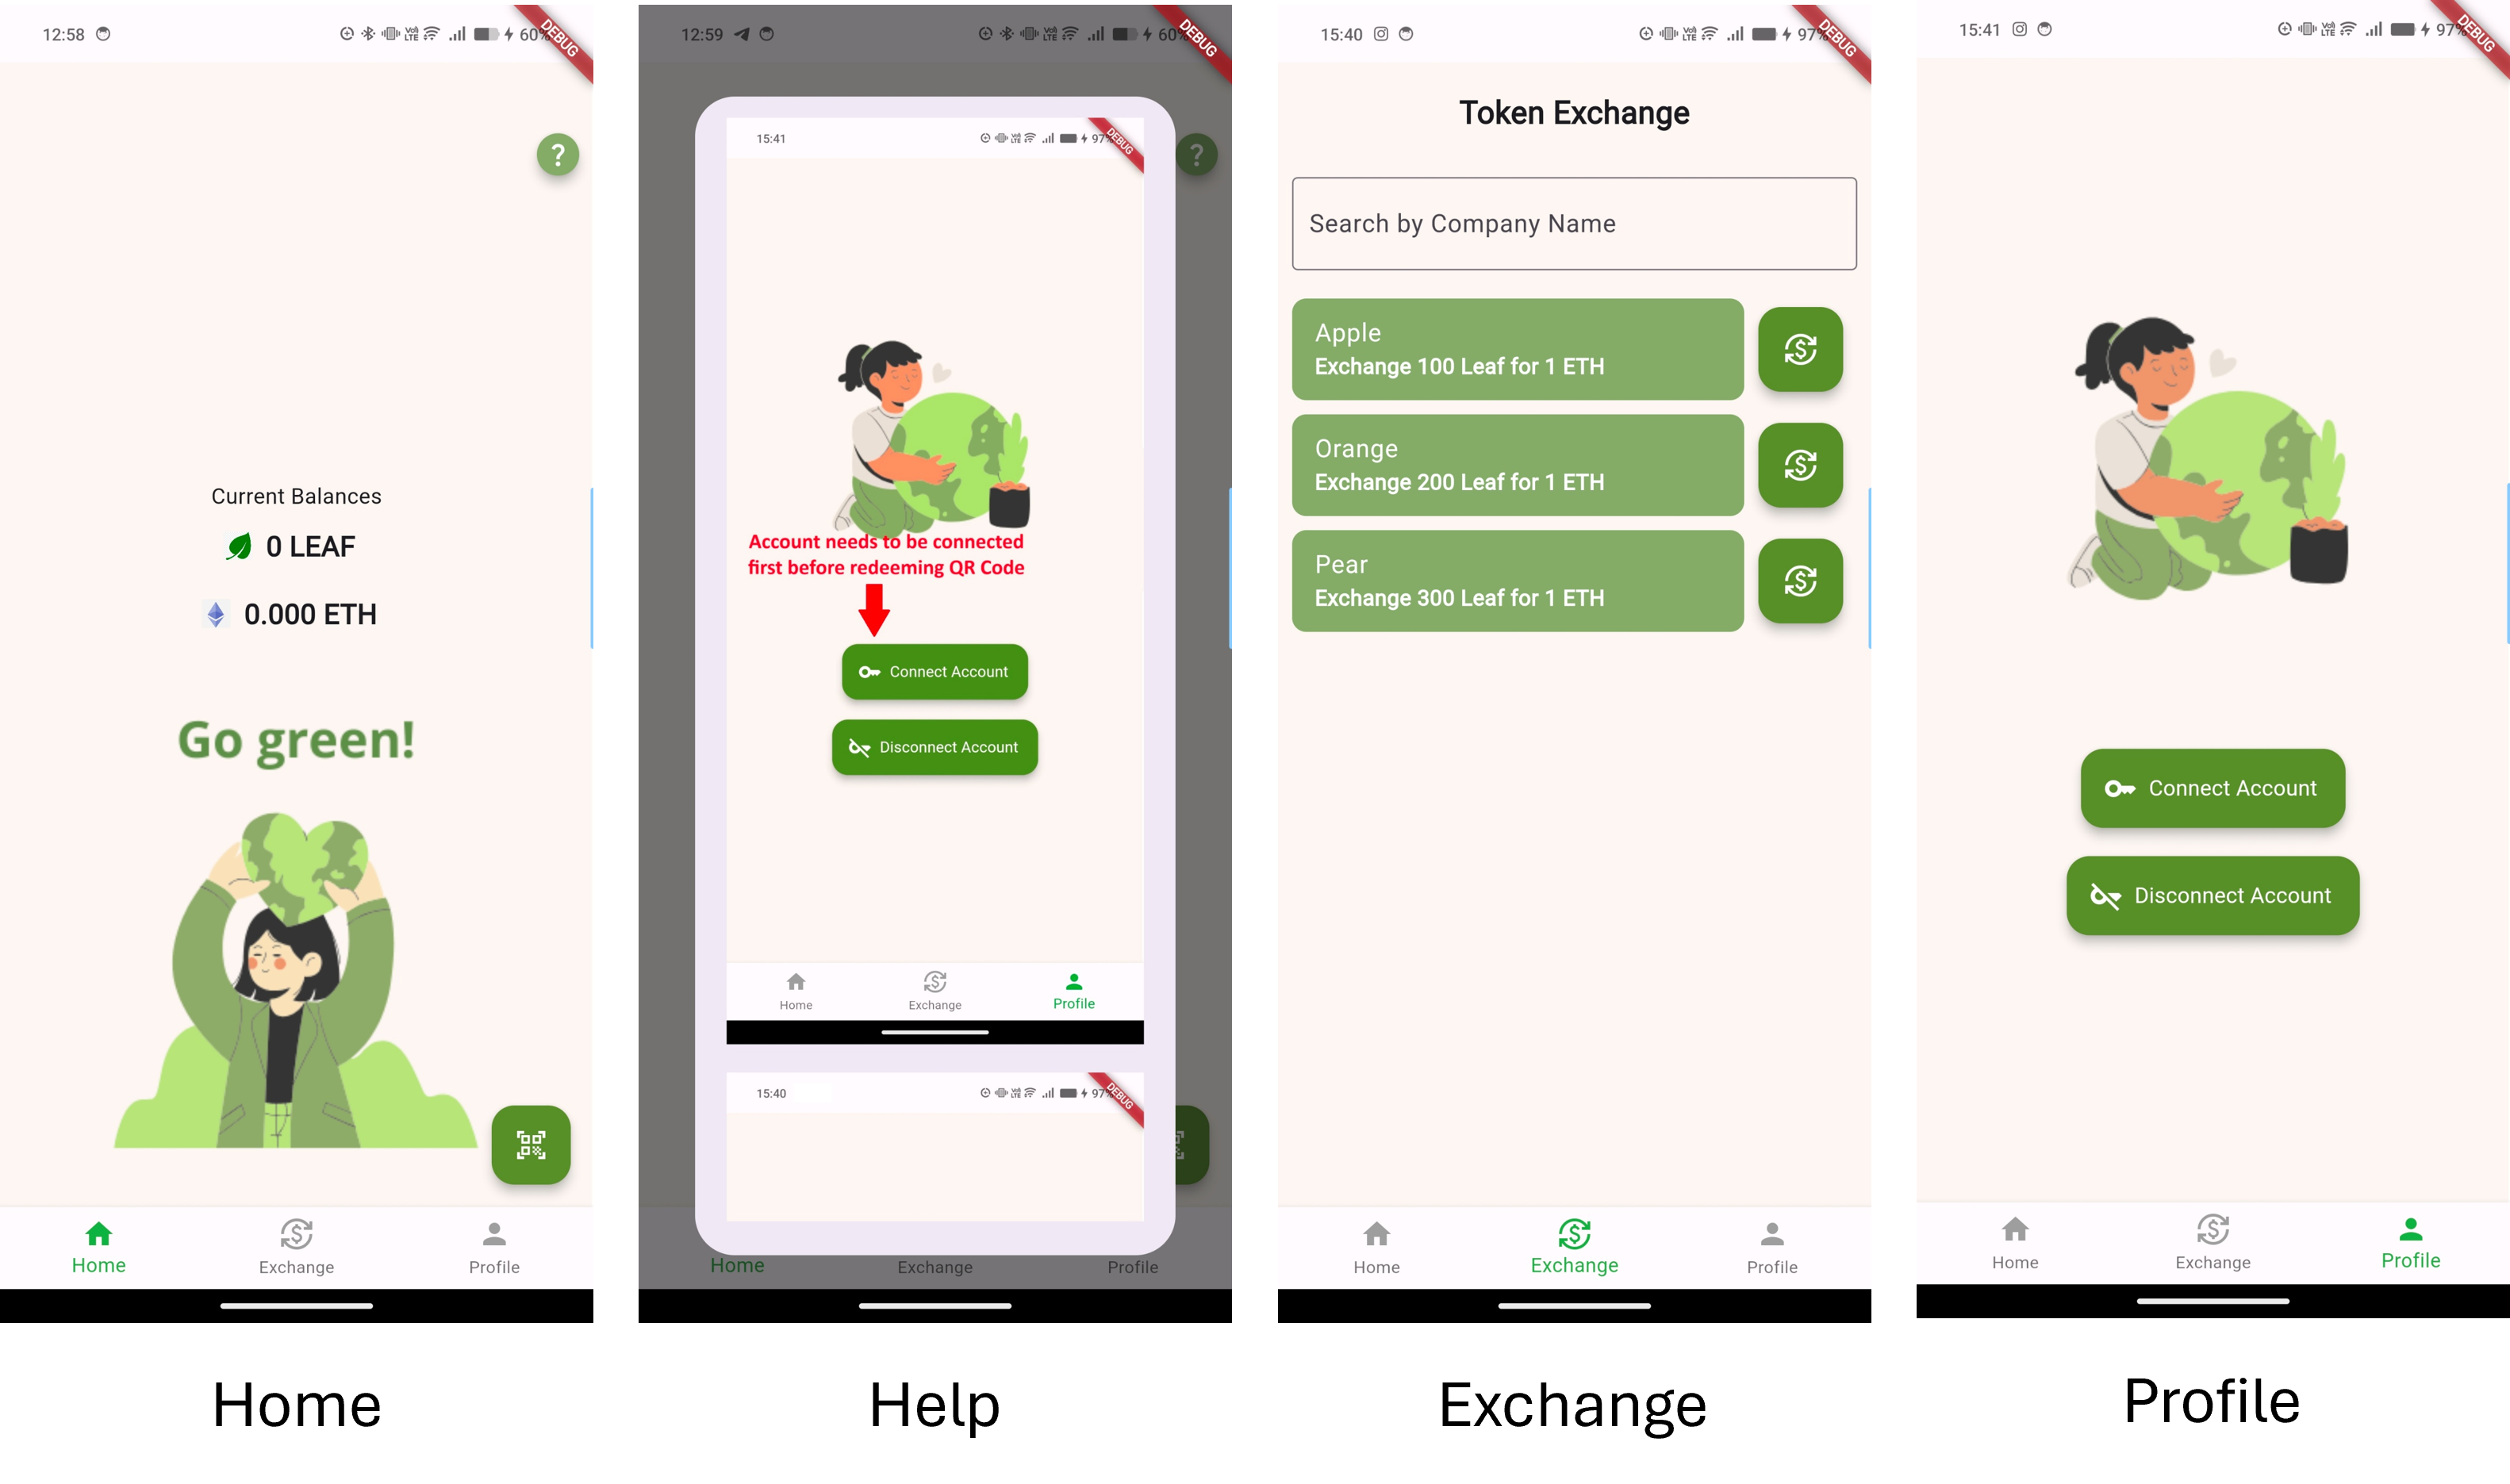 12:58
VoI
LTE
60%
DEBUG
?
Current Balances
0 LEAF
0.000 ETH
Go green!
Home
Exchange
Profile
Home
12:59
60%
DEBUG
?
15:41
97
DEBUG
Account needs to be connected
first before redeeming QR Code
Connect Account
Disconnect Account
Home
Exchange
Profile
15:40
97
DEBUG
Home
Exchange
Profile
Help
15:40
97%
DEBUG
Token Exchange
Search by Company Name
Apple
Exchange 100 Leaf for 1 ETH
Orange
Exchange 200 Leaf for 1 ETH
Pear
Exchange 300 Leaf for 1 ETH
Home
Exchange
Profile
Exchange
15:41
97%
DEBUG
Connect Account
Disconnect Account
Home
Exchange
Profile
Profile